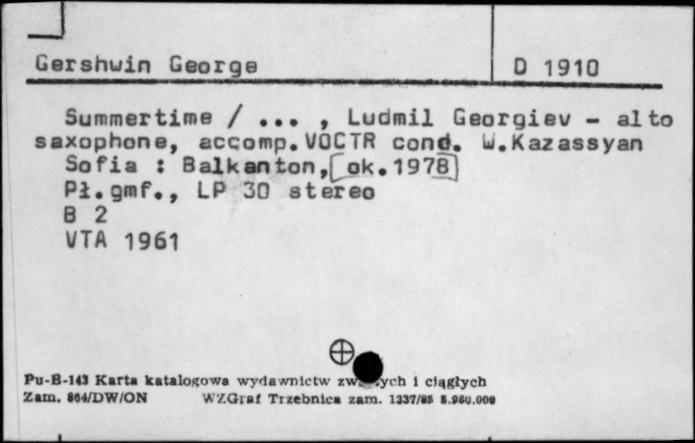 Gershwin George D 1910
Summertime / ... , Ludmil Georgiev - alto
saxophone, accomp.VOCTR cond. W.Kazassyan
Sofia : Balkanton,[ok.1978]
Pł.gmf., LP 30 stereo
B 2
VTA 1961
Pu-B-143 Karta katalogowa wydawnictw i ciągłych
Zam. 864/DW/ON WZGraf Trzebnica zam. 1337/85 5.980.000